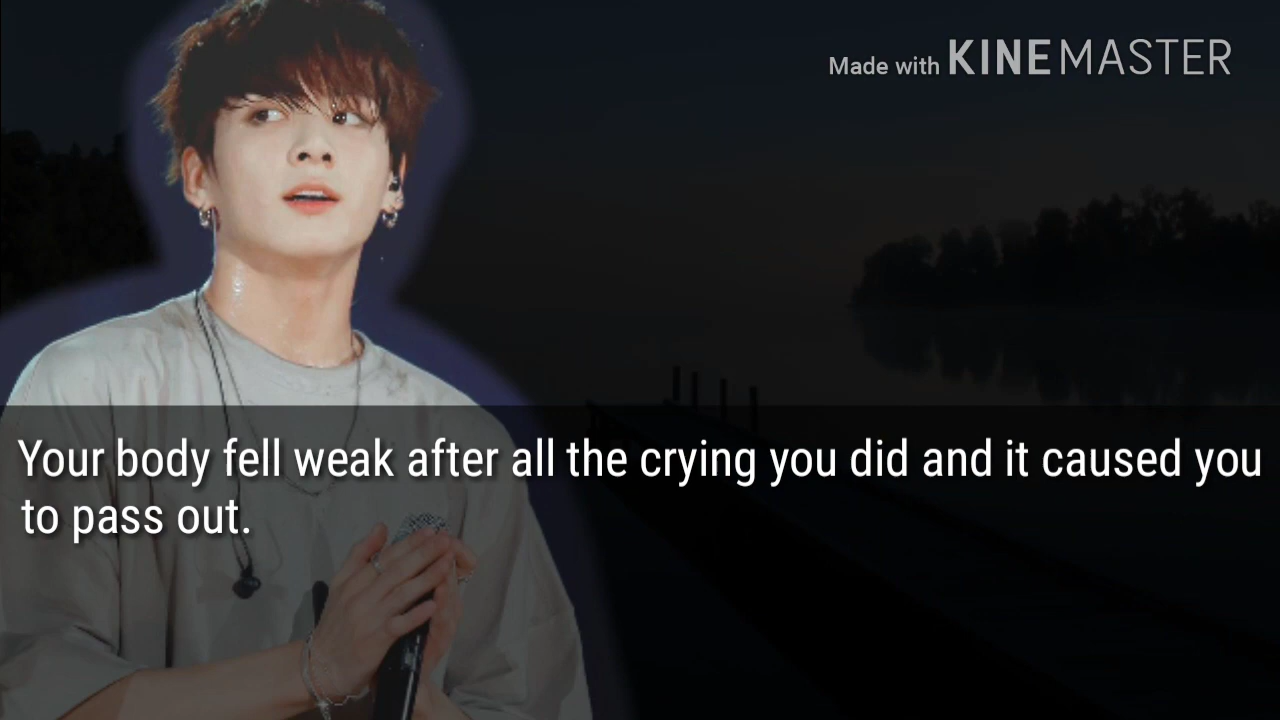 Made with KINEMASTER
Your body fell weak after all the crying you did and it caused you
to pass out.